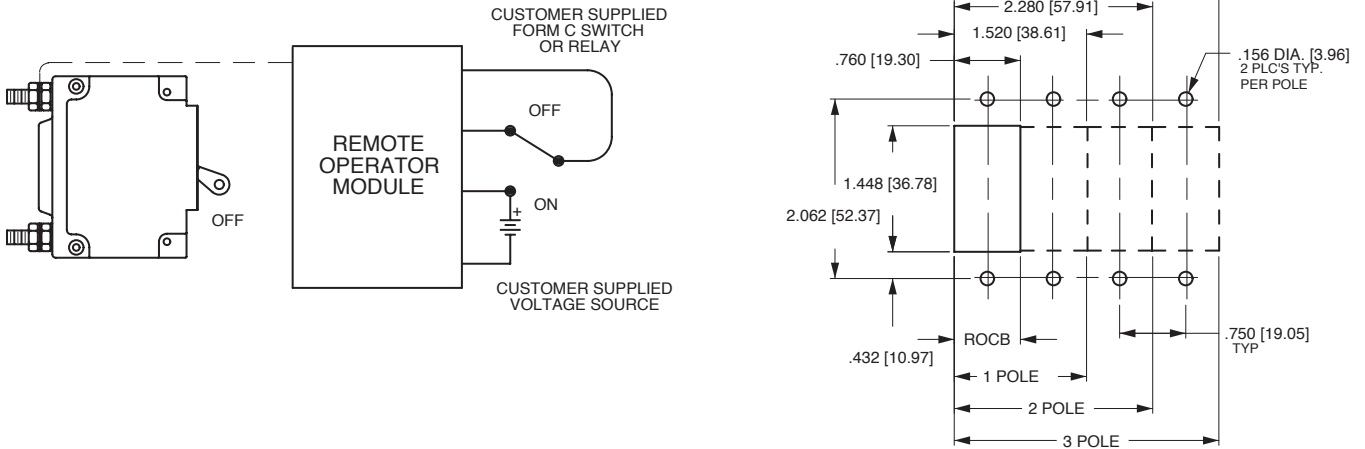 CUSTOMER SUPPLIED
FORM C SWITCH
OR RELAY
OFF
REMOTE
OPERATOR
MODULE
ON
+
OFF
CUSTOMER SUPPLIED
VOLTAGE SOURCE
2.280 [57.91]
1.520 [38.61]
.760 [19.30]
.156 DIA. [3.96]
2 PLC'S TYP.
PER POLE
1.448 [36.78]
2.062 [52.37]
.432 [10.97]
ROCB
.750 [19.05]
TYP
1 POLE
2 POLE
3 POLE